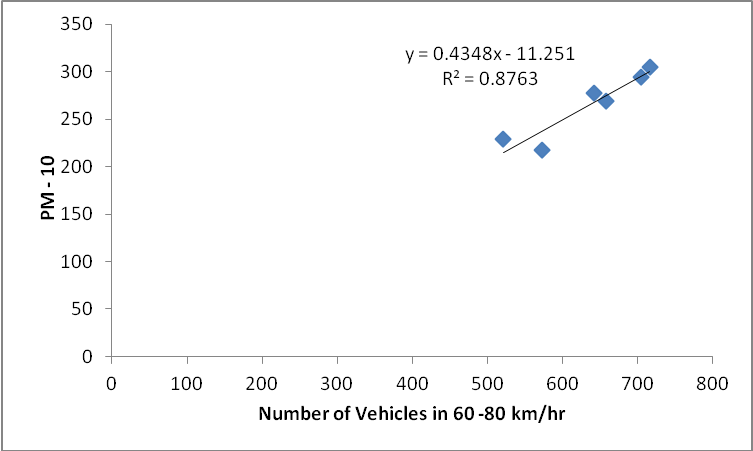 y = 0.4348x - 11.251
R² = 0.8763
PM - 10
350
300
250
200
150
100
50
0
0 100 200 300 400 500 600 700 800
Number of Vehicles in 60 -80 km/hr